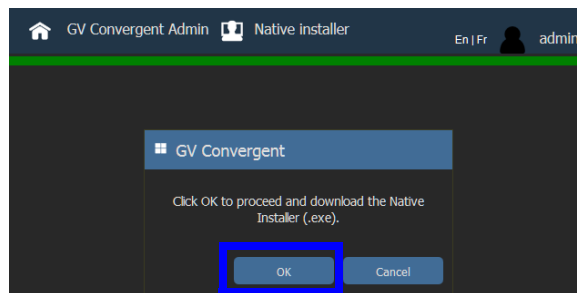 GV Convergent Admin Native installer En | Fr admin
GV Convergent
Click OK to proceed and download the Native
Installer (.exe).
OK Cancel